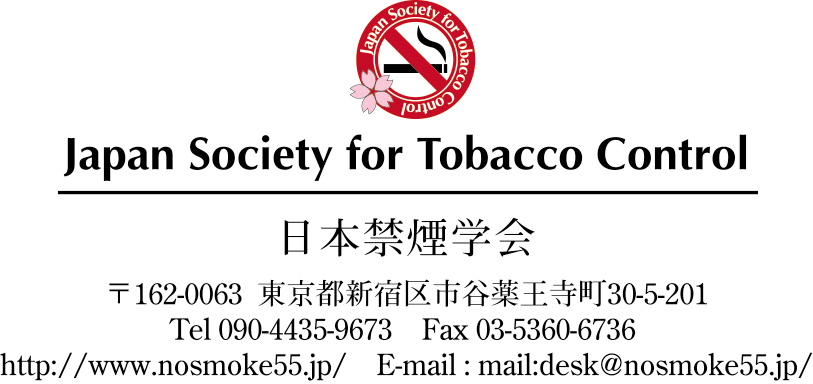 Japan Society for Tobacco Control
Japan Society for Tobacco Control
日本禁煙学会
〒162-0063 東京都新宿区市谷薬王寺町30-5-201
Tel 090-4435-9673 Fax 03-5360-6736
http://www.nosmoke55.jp/ E-mail : mail:desk@nosmoke55.jp/